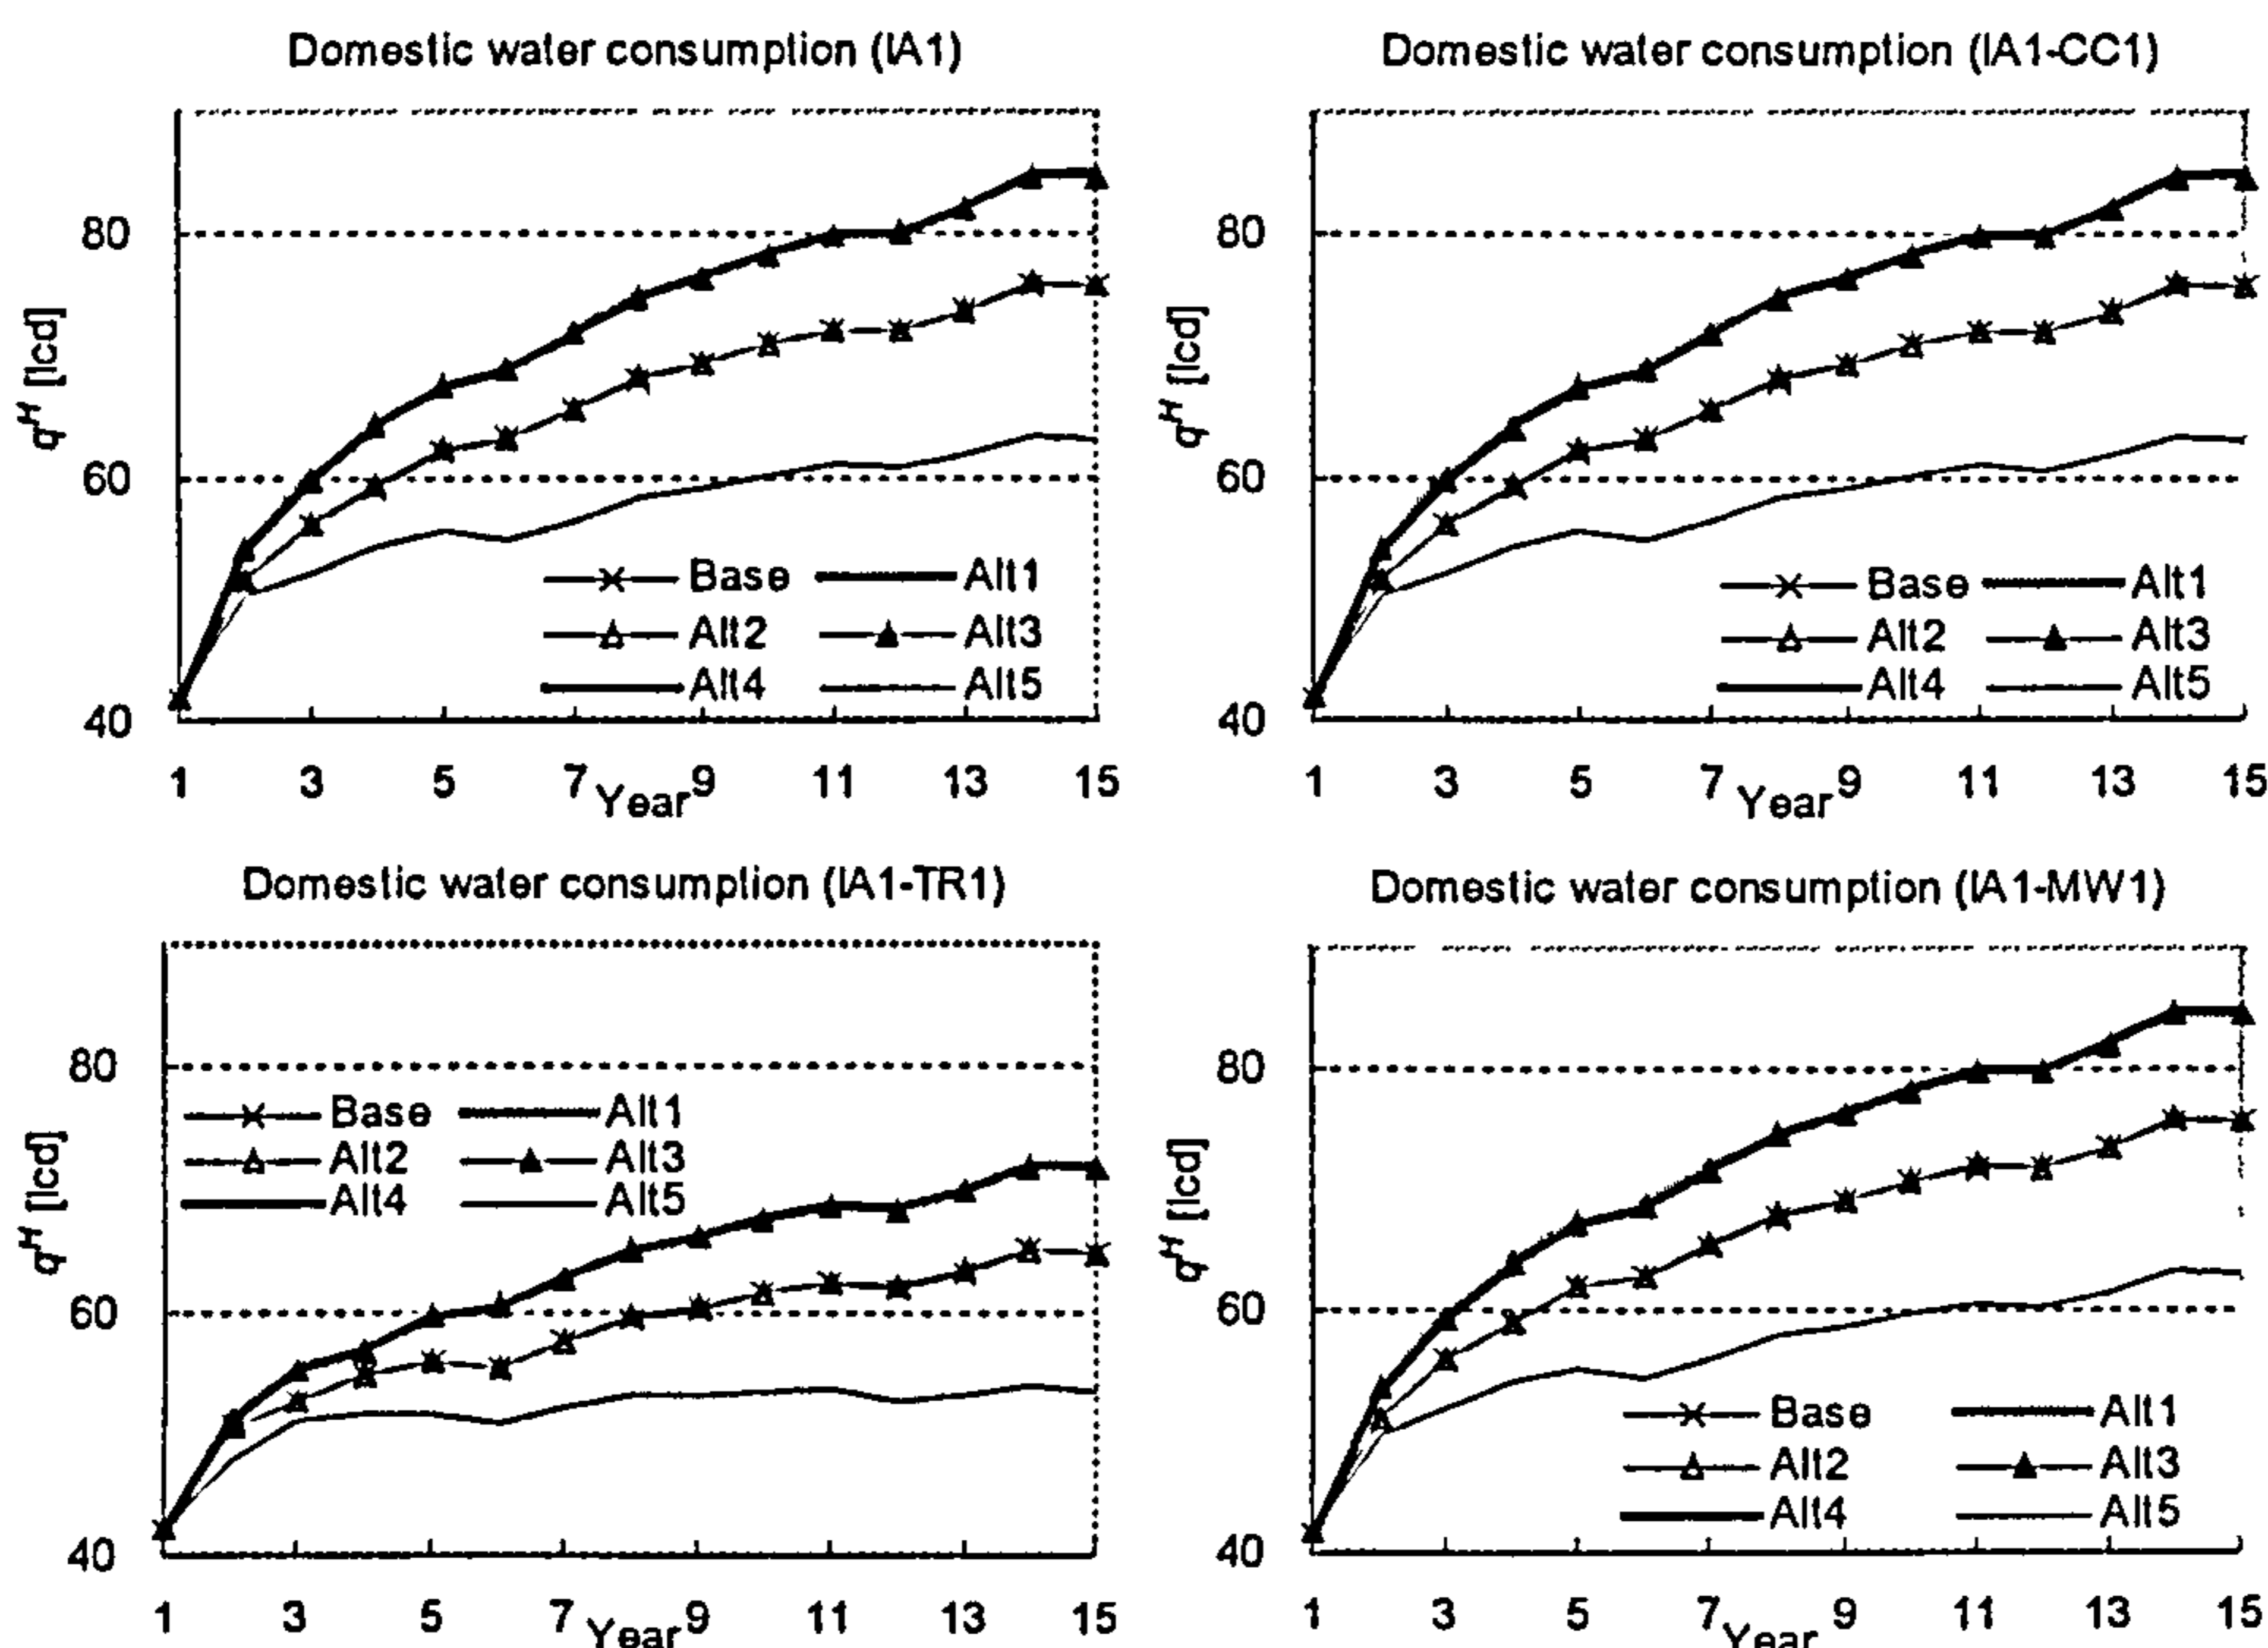 Domestic water consumption (IA1)
80
60
40
qᴴ [lcd]
Base Alt1
Alt2 Alt3
Alt4 Alt5
1 3 5 7 9 11 13 15
Year
Domestic water consumption (IA1-CC1)
80
60
40
qᴴ [lcd]
Base Alt1
Alt2 Alt3
Alt4 Alt5
1 3 5 7 9 11 13 15
Year
Domestic water consumption (IA1-TR1)
80
60
40
qᴴ [lcd]
Base Alt1
Alt2 Alt3
Alt4 Alt5
1 3 5 7 9 11 13 15
Year
Domestic water consumption (IA1-MW1)
80
60
40
qᴴ [lcd]
Base Alt1
Alt2 Alt3
Alt4 Alt5
1 3 5 7 9 11 13 15
Year